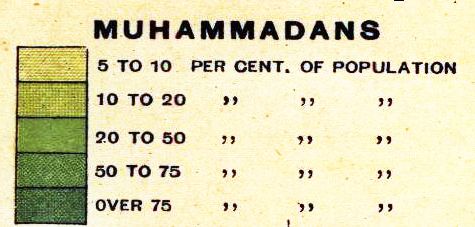 MUHAMMADANS
5 TO 10 PER CENT. OF POPULATION
10 TO 20 ,, ,, ,,
20 TO 50 ,, ,, ,,
50 TO 75 ,, ,, ,,
OVER 75 ,, ,, ,,